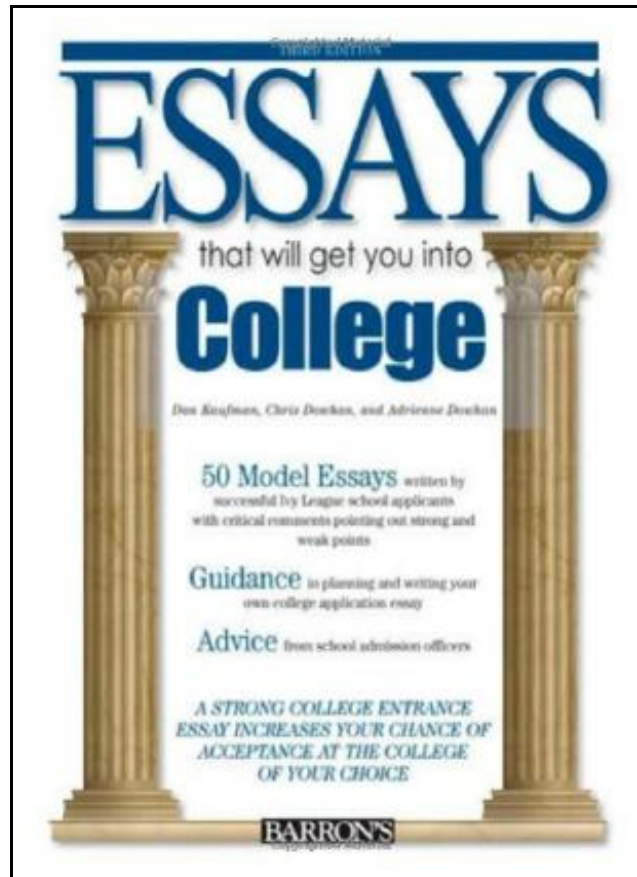 THIRD EDITION
ESSAYS
that will get you into
College
Dan Kaufman, Chris Dowhan, and Adrienne Dowhan
50 Model Essays written by
successful Ivy League school applicants
with critical comments pointing out strong and
weak points
Guidance in planning and writing your
own college application essay
Advice from school admission officers
A STRONG COLLEGE ENTRANCE
ESSAY INCREASES YOUR CHANCE OF
ACCEPTANCE AT THE COLLEGE
OF YOUR CHOICE
BARRON'S
Copyrighted Material